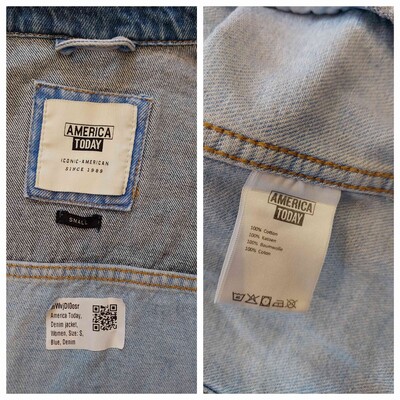 AMERICA
TODAY
ICONIC-AMERICAN
SINCE 1989
SMALL
America Today,
Denim jacket,
Women, Size: S,
Blue, Denim
AMERICA
TODAY
100% Cotton
100% Katoen
100% Baumwolle
100% Coton